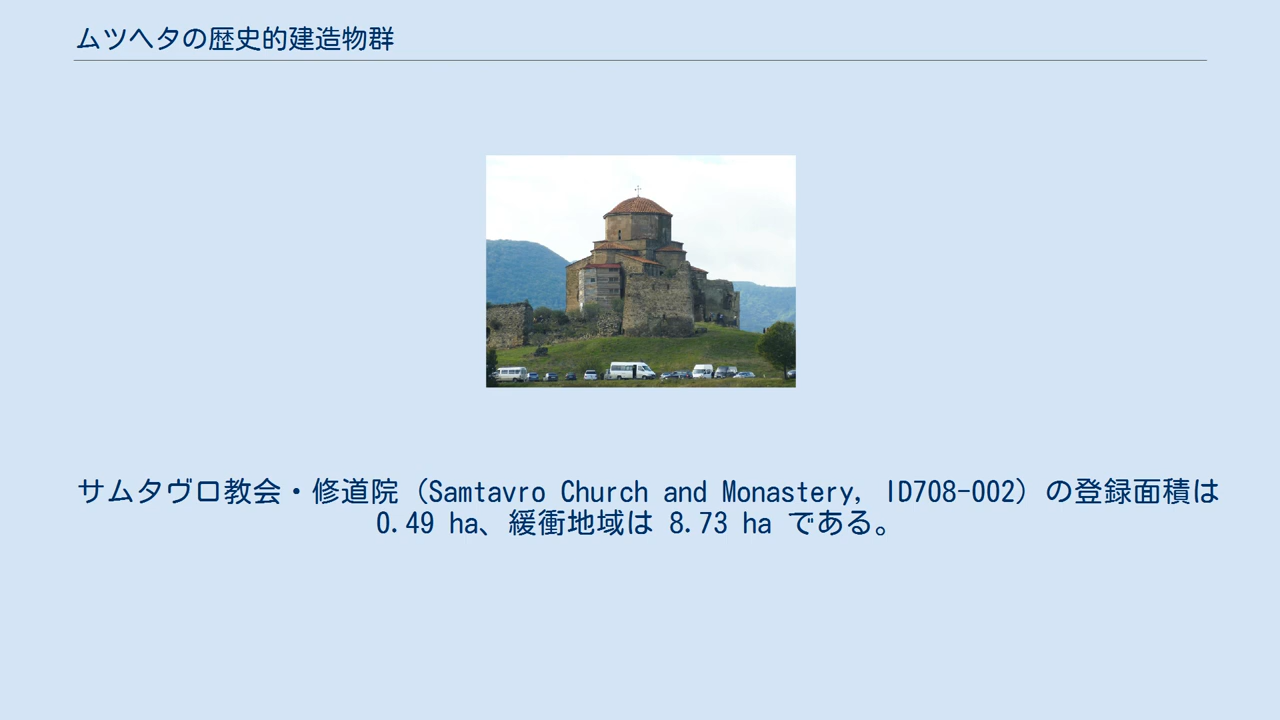 ムツヘタの歴史的建造物群
サムタヴロ教会・修道院（Samtavro Church and Monastery, ID708-002）の登録面積は
0.49 ha、緩衝地域は 8.73 ha である。